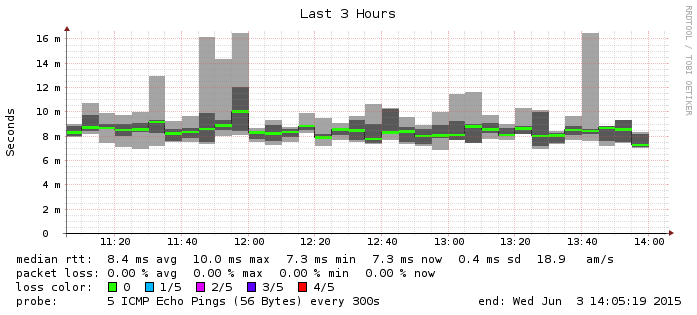 Last 3 Hours
RRDTOOL / TOBI OETIKER
Seconds
16 m
14 m
12 m
10 m
8 m
6 m
4 m
2 m
0
11:20 11:40 12:00 12:20 12:40 13:00 13:20 13:40 14:00
median rtt: 8.4 ms avg 10.0 ms max 7.3 ms min 7.3 ms now 0.4 ms sd 18.9 am/s
packet loss: 0.00 % avg 0.00 % max 0.00 % min 0.00 % now
loss color: 0 1/5 2/5 3/5 4/5
probe: 5 ICMP Echo Pings (56 Bytes) every 300s end: Wed Jun 3 14:05:19 2015